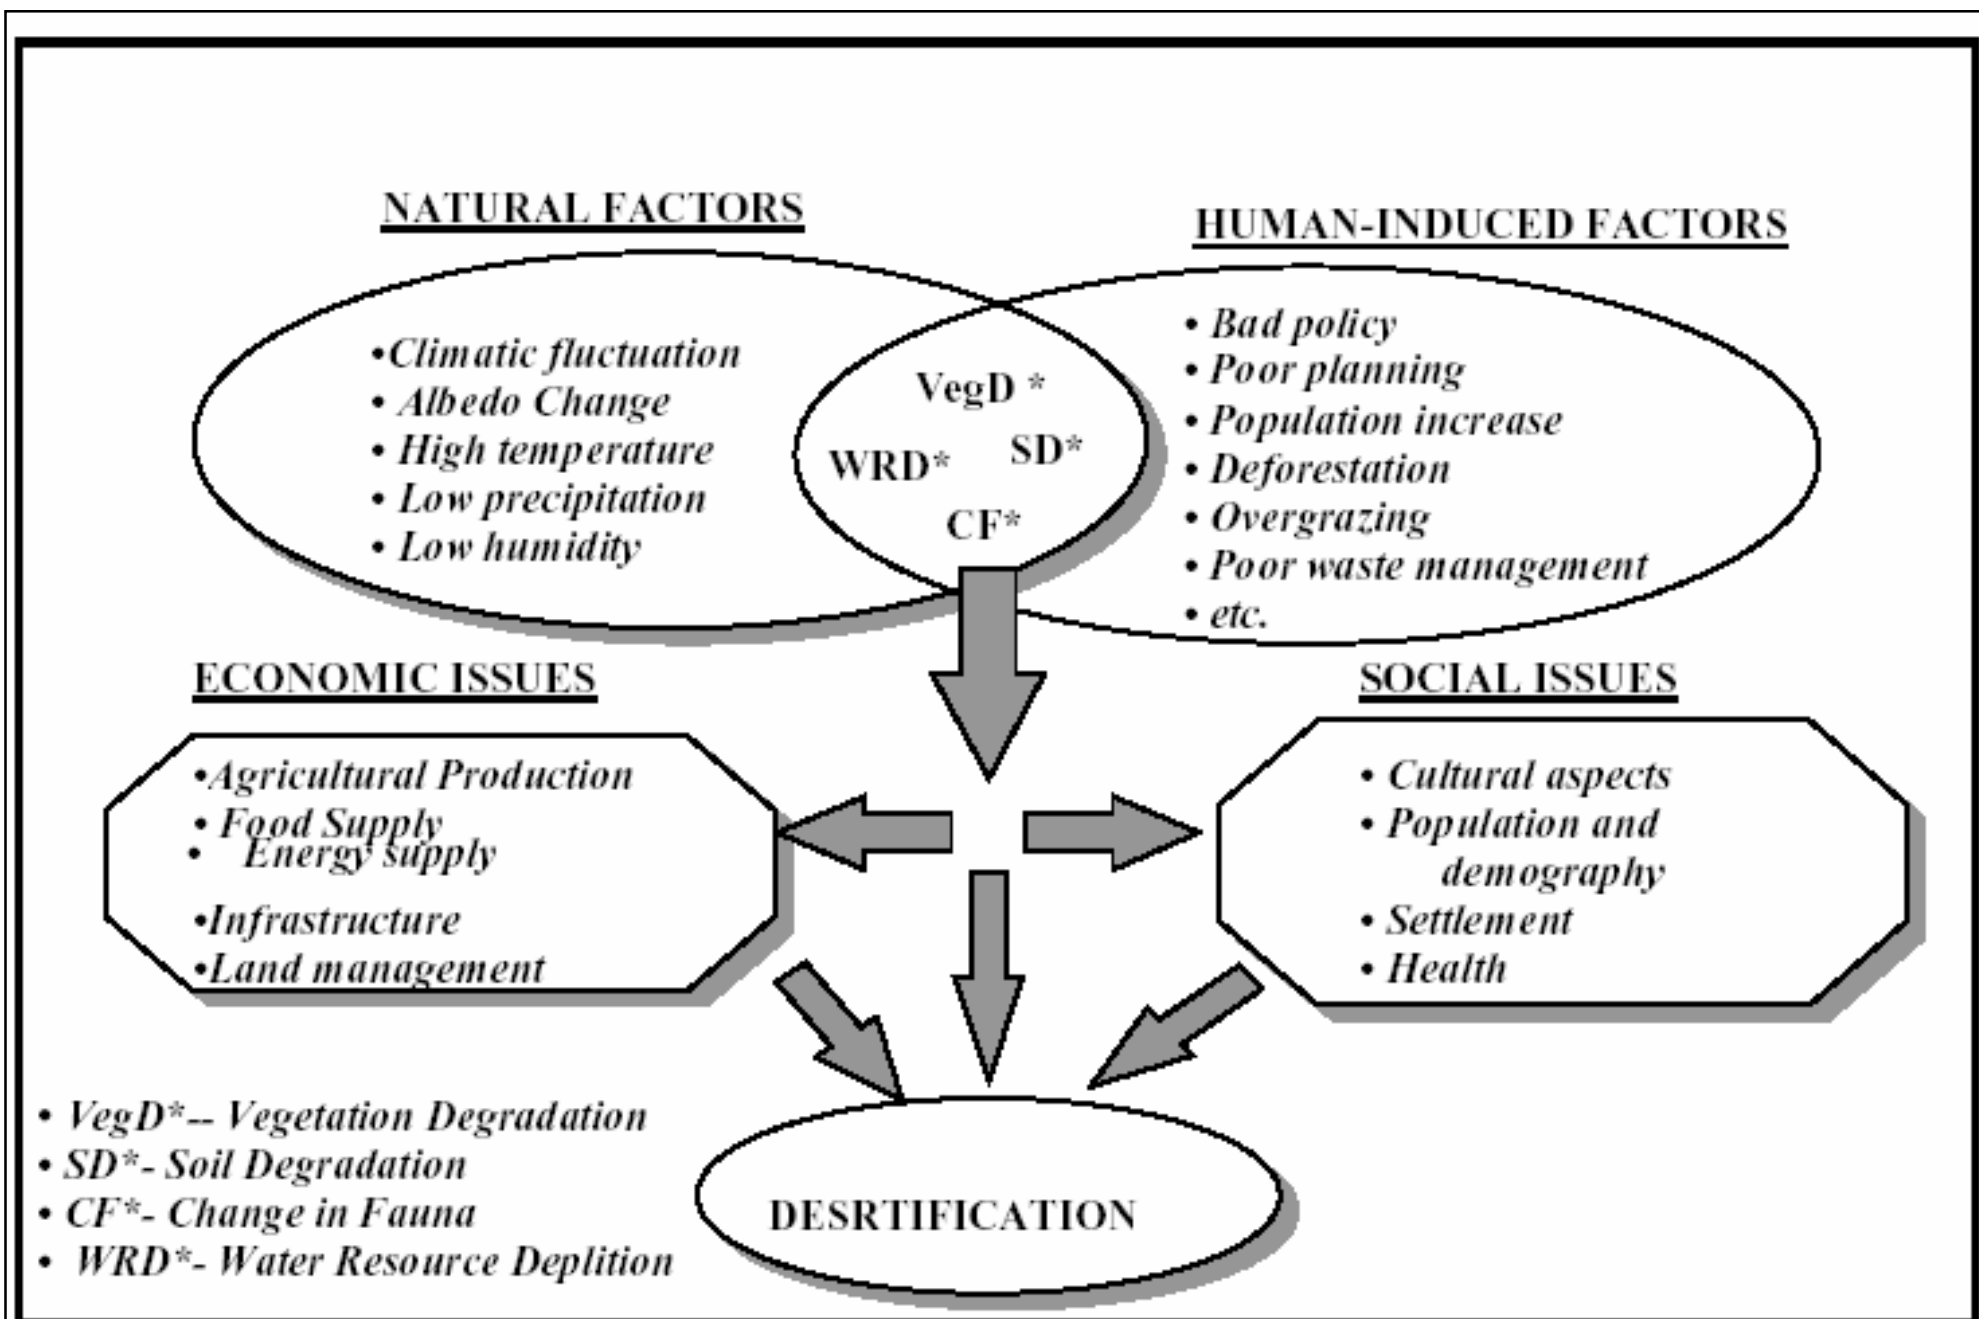 NATURAL FACTORS
HUMAN-INDUCED FACTORS
•Climatic fluctuation
• Albedo Change
• High temperature
• Low precipitation
• Low humidity
VegD *
WRD*
SD*
CF*
• Bad policy
• Poor planning
• Population increase
• Deforestation
• Overgrazing
• Poor waste management
• etc.
ECONOMIC ISSUES
•Agricultural Production
• Food Supply
• Energy supply
•Infrastructure
•Land management
SOCIAL ISSUES
• Cultural aspects
• Population and
demography
• Settlement
• Health
• VegD*-- Vegetation Degradation
• SD*- Soil Degradation
• CF*- Change in Fauna
• WRD*- Water Resource Deplition
DESRTIFICATION